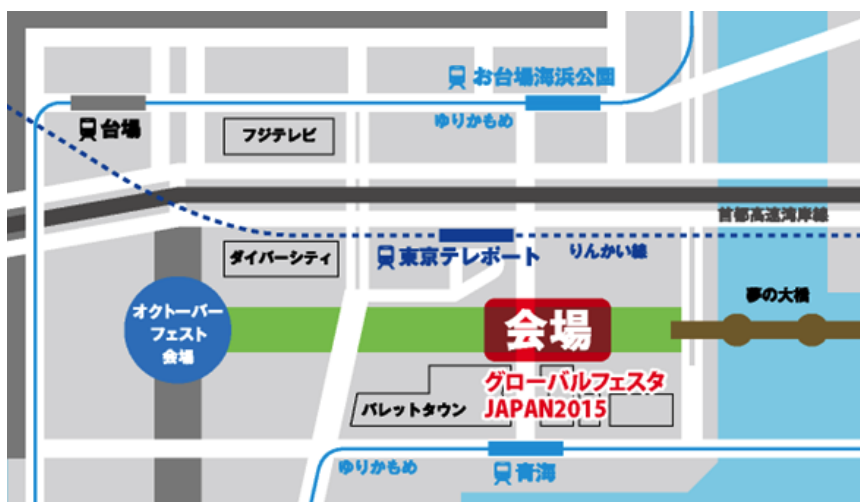 お台場海浜公園
台場
ゆりかもめ
フジテレビ
首都高速湾岸線
ダイバーシティ
東京テレポート
りんかい線
夢の大橋
オクトーバー
フェスト
会場
会場
グローバルフェスタ
JAPAN2015
パレットタウン
ゆりかもめ
青海